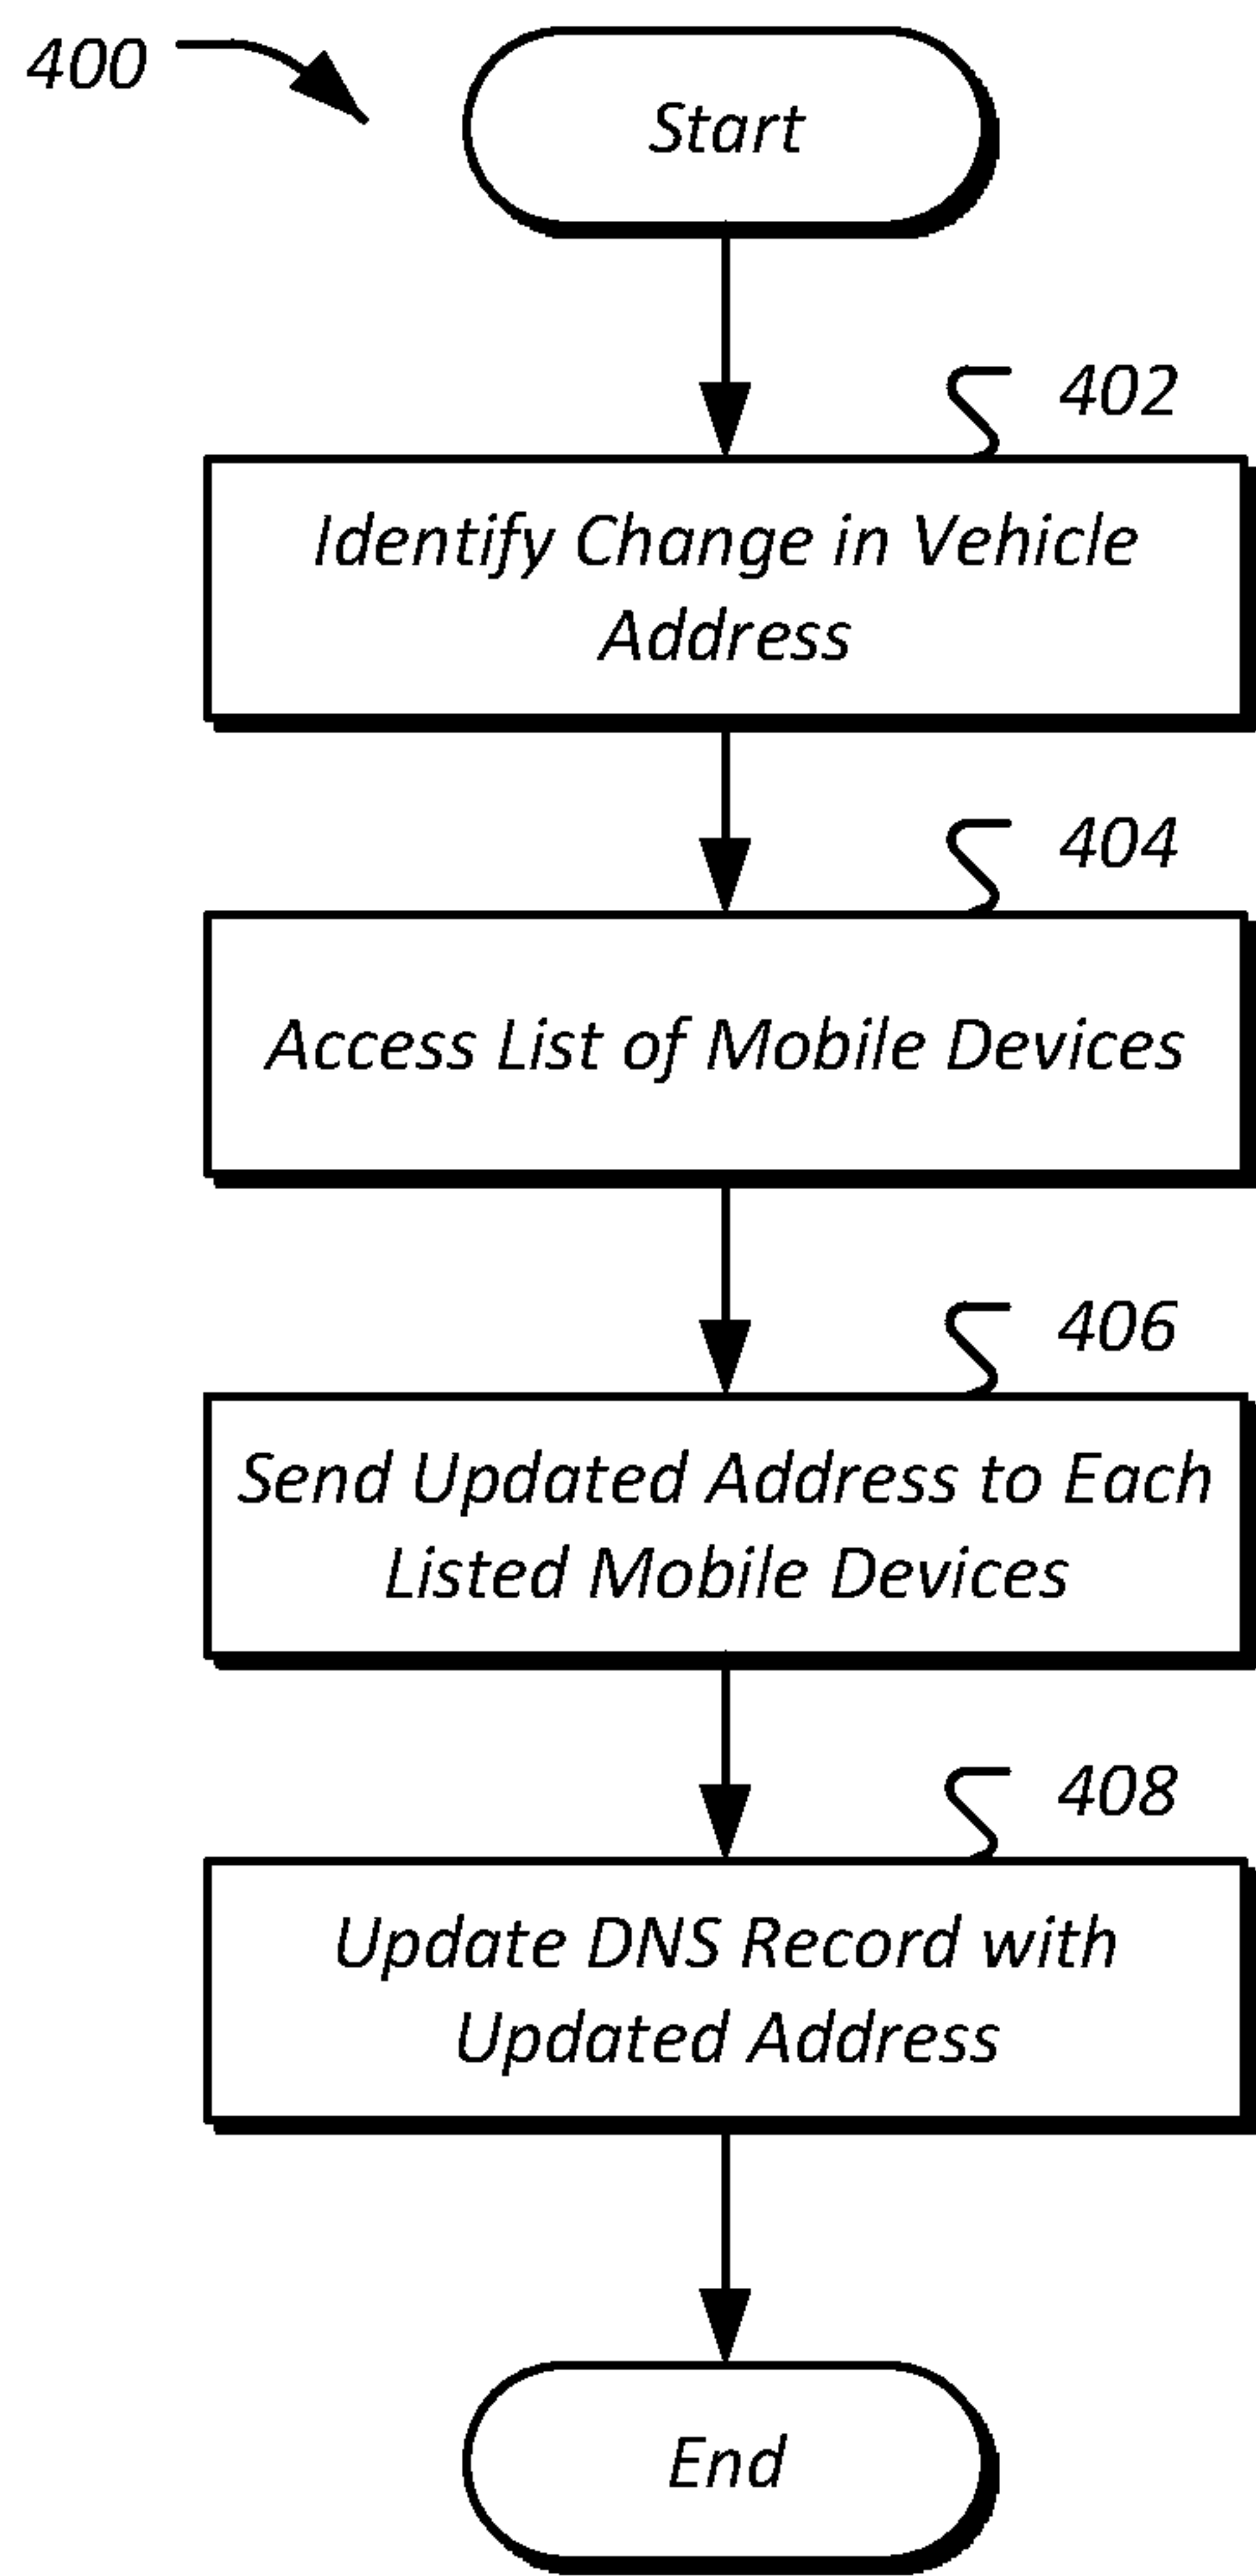 400
Start
402
Identify Change in Vehicle
Address
404
Access List of Mobile Devices
406
Send Updated Address to Each
Listed Mobile Devices
408
Update DNS Record with
Updated Address
End